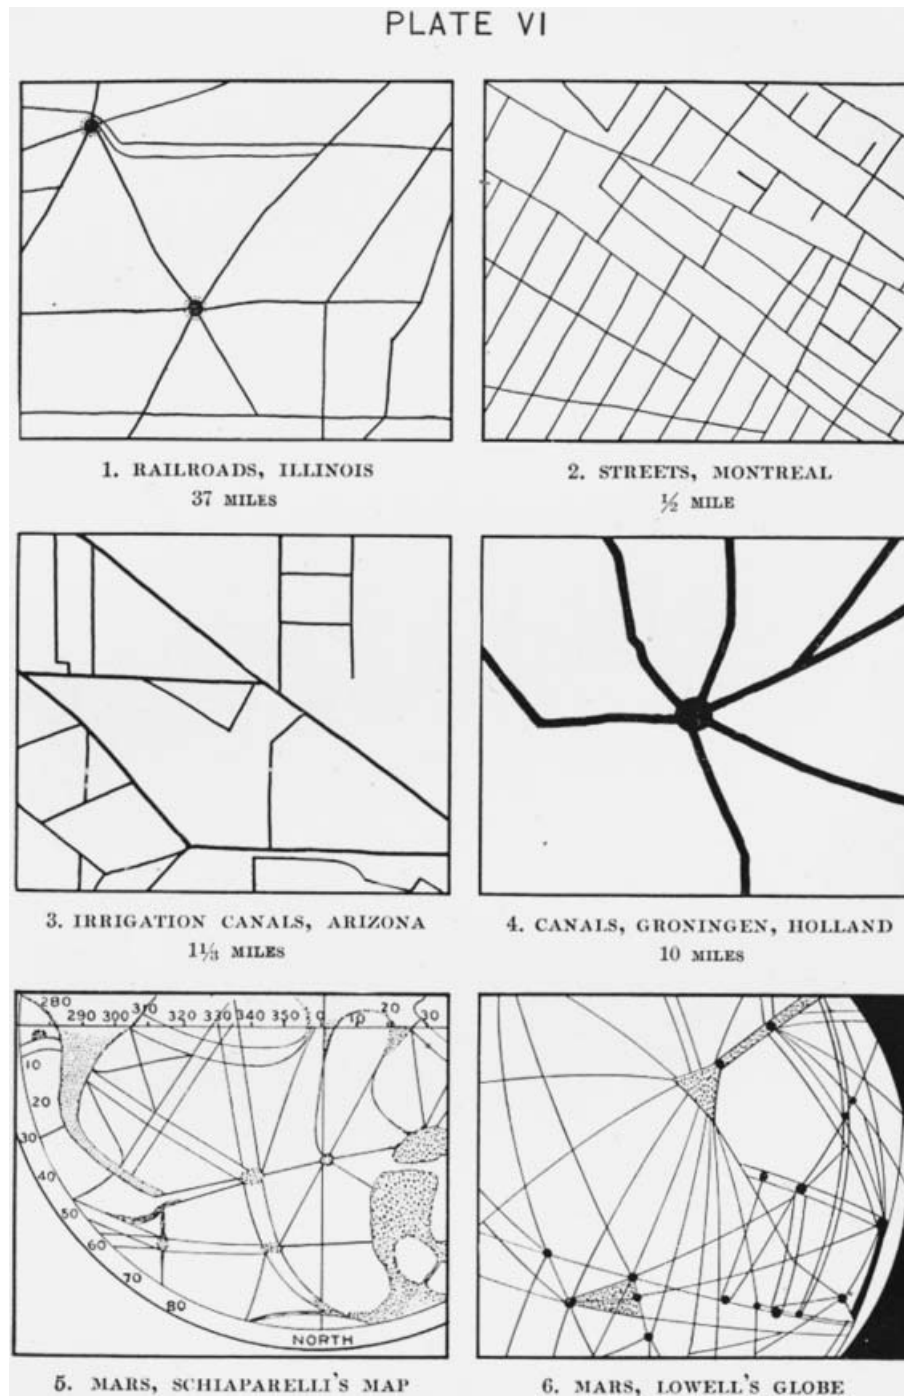 PLATE VI
1. RAILROADS, ILLINOIS
37 MILES
2. STREETS, MONTREAL
½ MILE
3. IRRIGATION CANALS, ARIZONA
1⅓ MILES
4. CANALS, GRONINGEN, HOLLAND
10 MILES
280
290 300 310 320 330 340 350 0 10 20 30
10
20
30
40
50
60
70
80
NORTH
5. MARS, SCHIAPARELLI'S MAP
6. MARS, LOWELL'S GLOBE